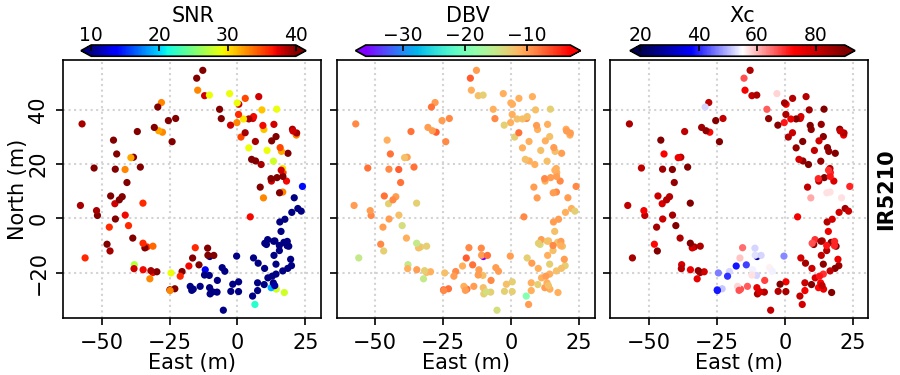 SNR DBV Xc
10 20 30 40 −30 −20 −10 20 40 60 80
North (m)
40
20
0
−20
−50 −25 0 25 −50 −25 0 25 −50 −25 0 25
East (m) East (m) East (m)
IR5210